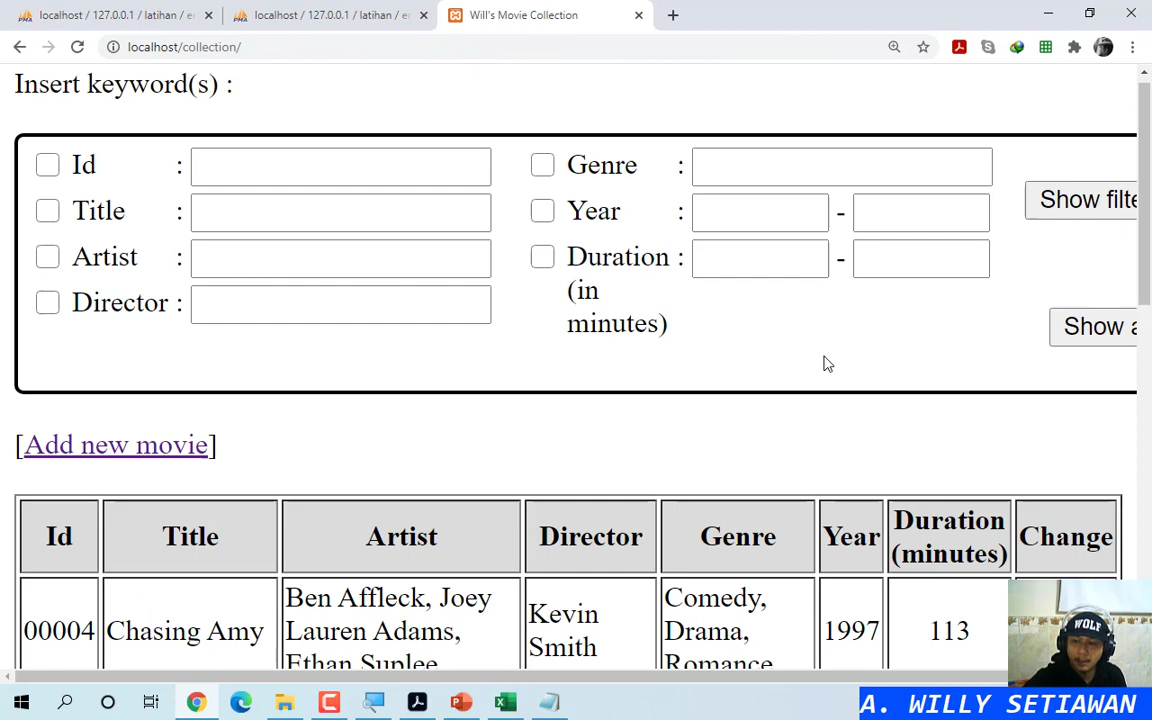 localhost / 127.0.0.1 / latihan / e
localhost / 127.0.0.1 / latihan / e
Will's Movie Collection
localhost/collection/
Insert keyword(s) :
Id :
Genre :
Title :
Year : -
Show filte
Artist :
Duration : -
(in
minutes)
Director :
Show a
[Add new movie]
Id Title Artist Director Genre Year Duration (minutes) Change
00004 Chasing Amy Ben Affleck, Joey Lauren Adams, Ethan Suplee Kevin Smith Comedy, Drama, Romance 1997 113
WOLF
A. WILLY SETIAWAN